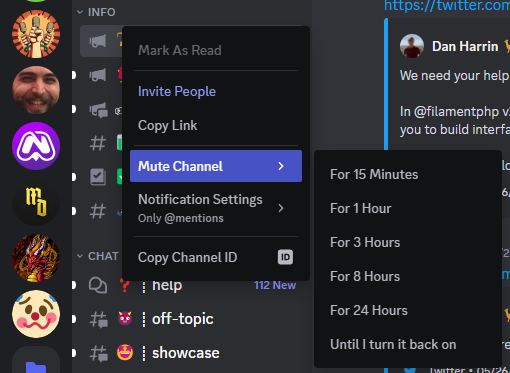 INFO
Mark As Read
Invite People
Copy Link
Mute Channel
Notification Settings
Only @mentions
Copy Channel ID
ID
For 15 Minutes
For 1 Hour
For 3 Hours
For 8 Hours
For 24 Hours
Until I turn it back on
CHAT
help
112 New
off-topic
showcase
https://twitter.com
Dan Harrin
We need your help
In @filamentphp v
you to build interfa
Twitter • 05/26